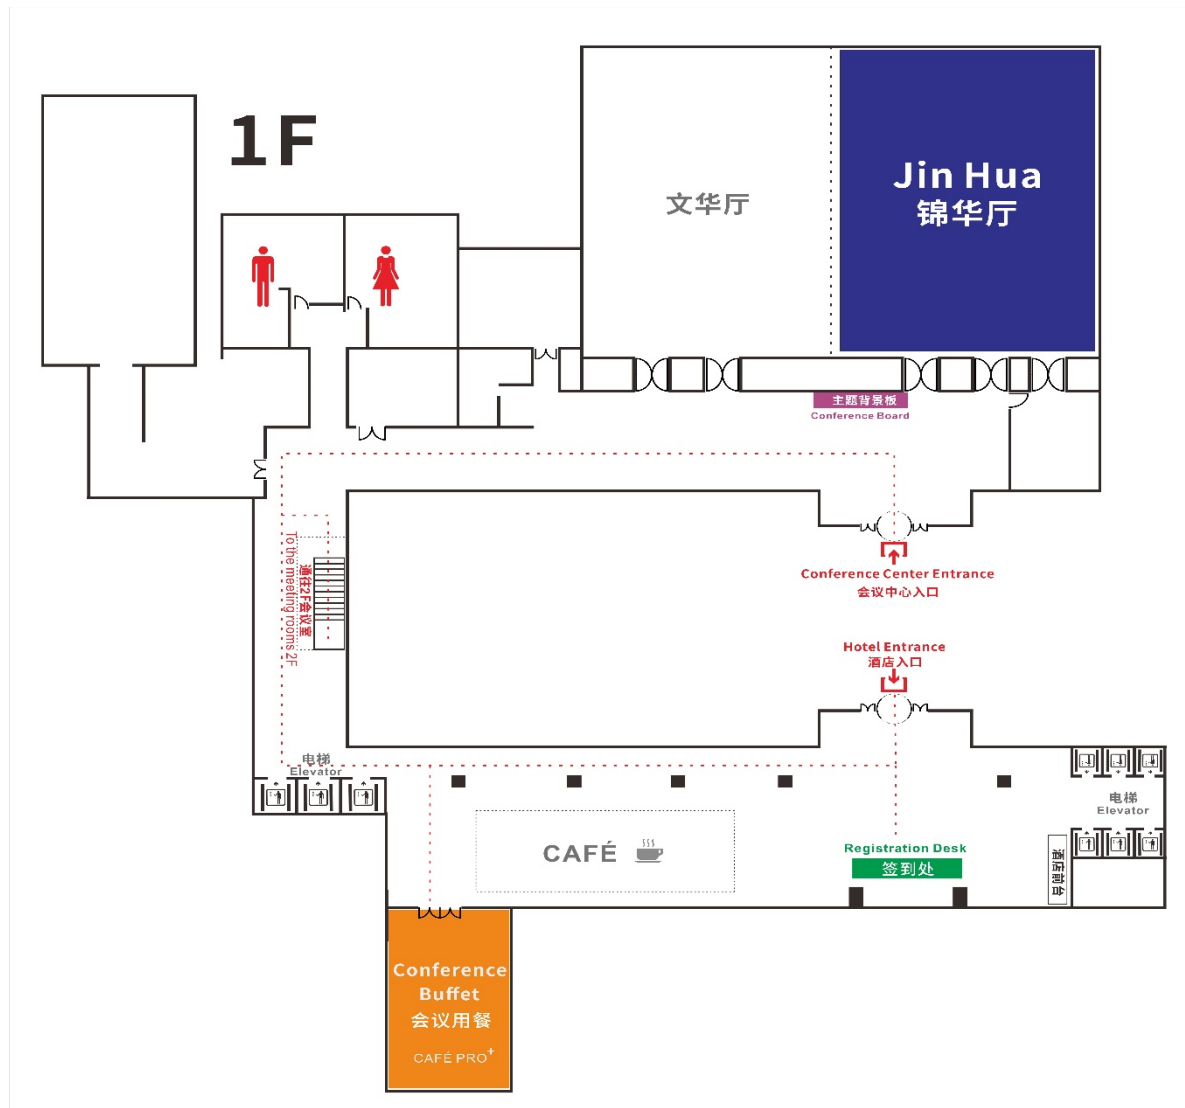 1F
Jin Hua
锦华厅
文华厅
主题背景板
Conference Board
Conference Center Entrance
会议中心入口
通往2F会议室
To the meeting rooms 2F
Hotel Entrance
酒店入口
电梯
Elevator
电梯
Elevator
CAFÉ
Registration Desk
签到处
酒店前台
Conference
Buffet
会议用餐
CAFÉ PRO+